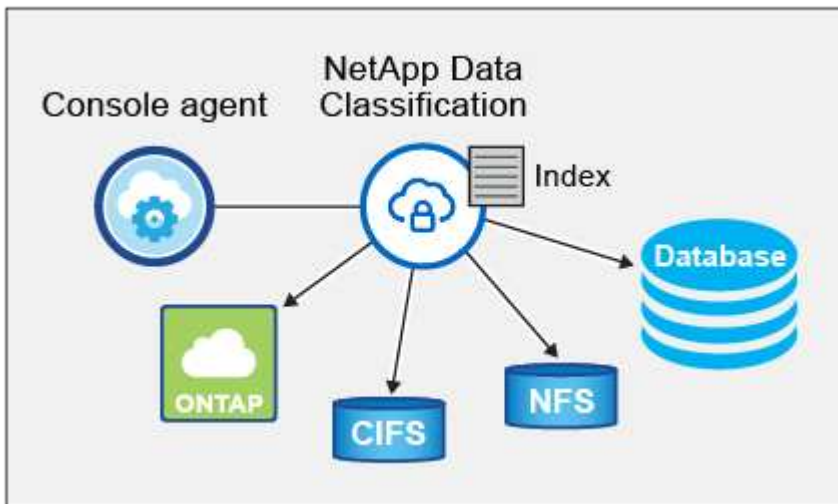 NetApp Data
Classification
Console agent
Index
Database
ONTAP
CIFS
NFS